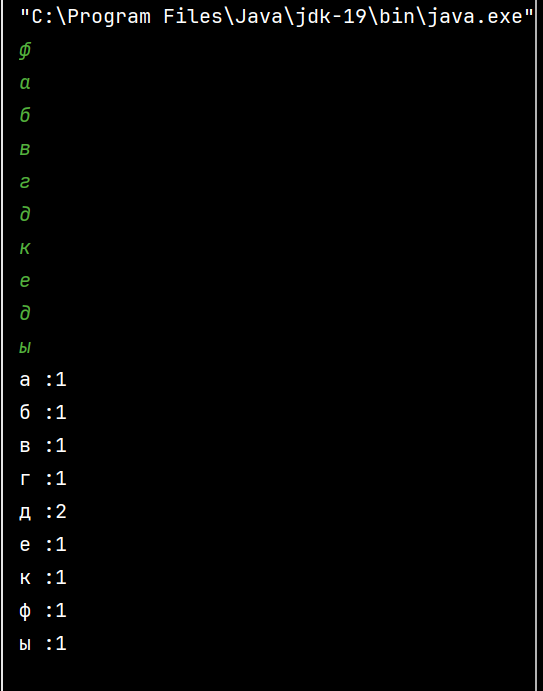 "C:\Program Files\Java\jdk-19\bin\java.exe"
ф
а
б
в
г
д
к
е
д
ы
а :1
б :1
в :1
г :1
д :2
е :1
к :1
ф :1
ы :1